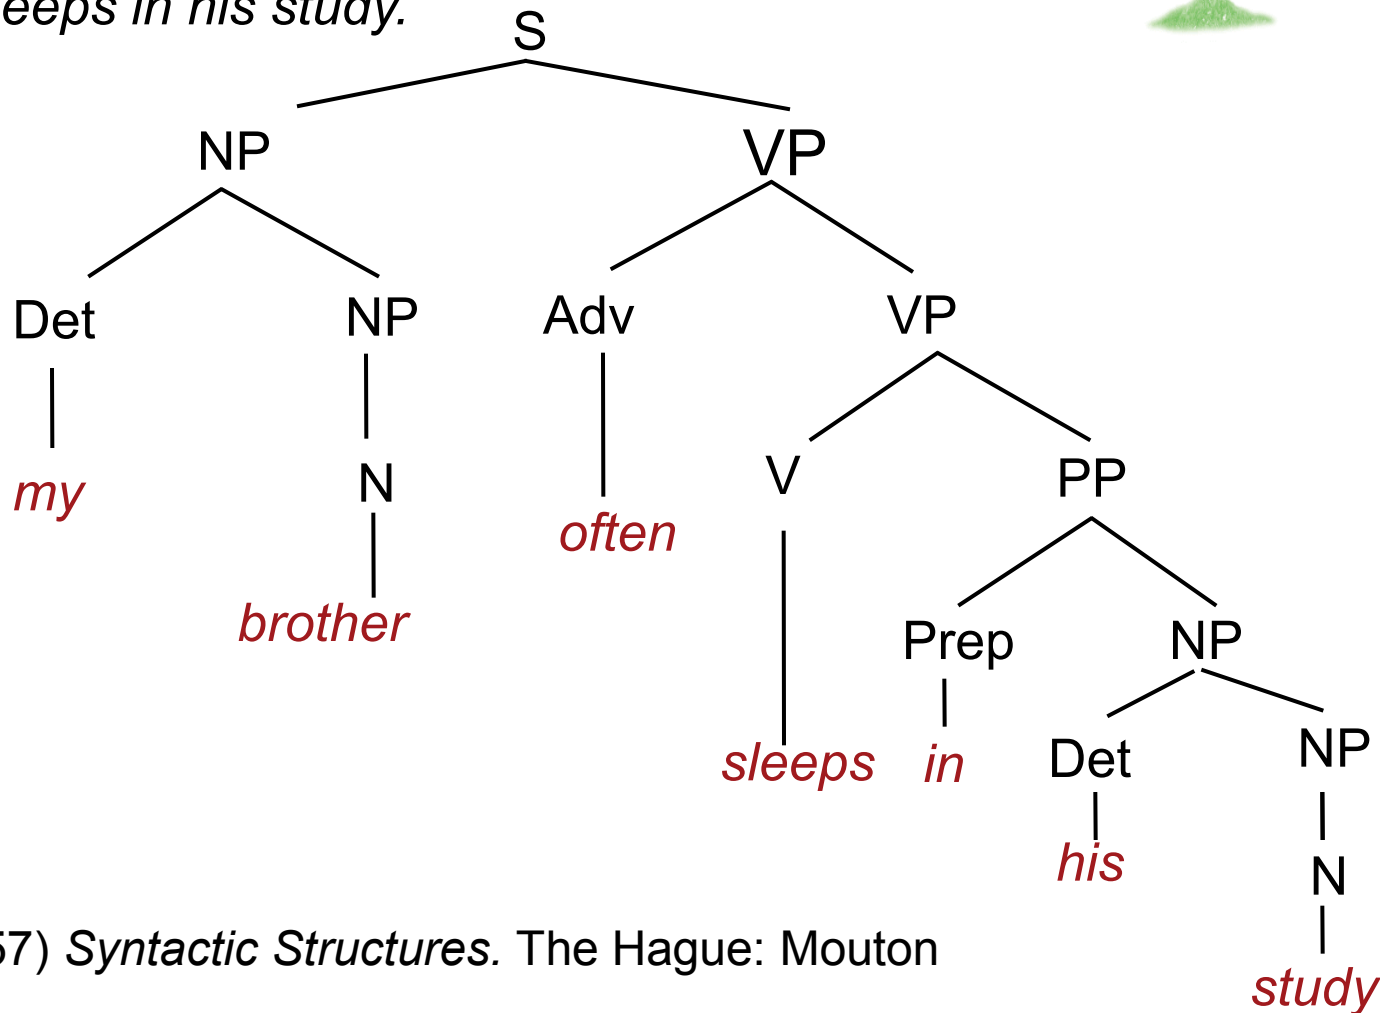 in his study.
S
NP VP
Det NP Adv VP
V PP
my N
often
brother Prep NP
sleeps in Det NP
his N
57) Syntactic Structures. The Hague: Mouton
study